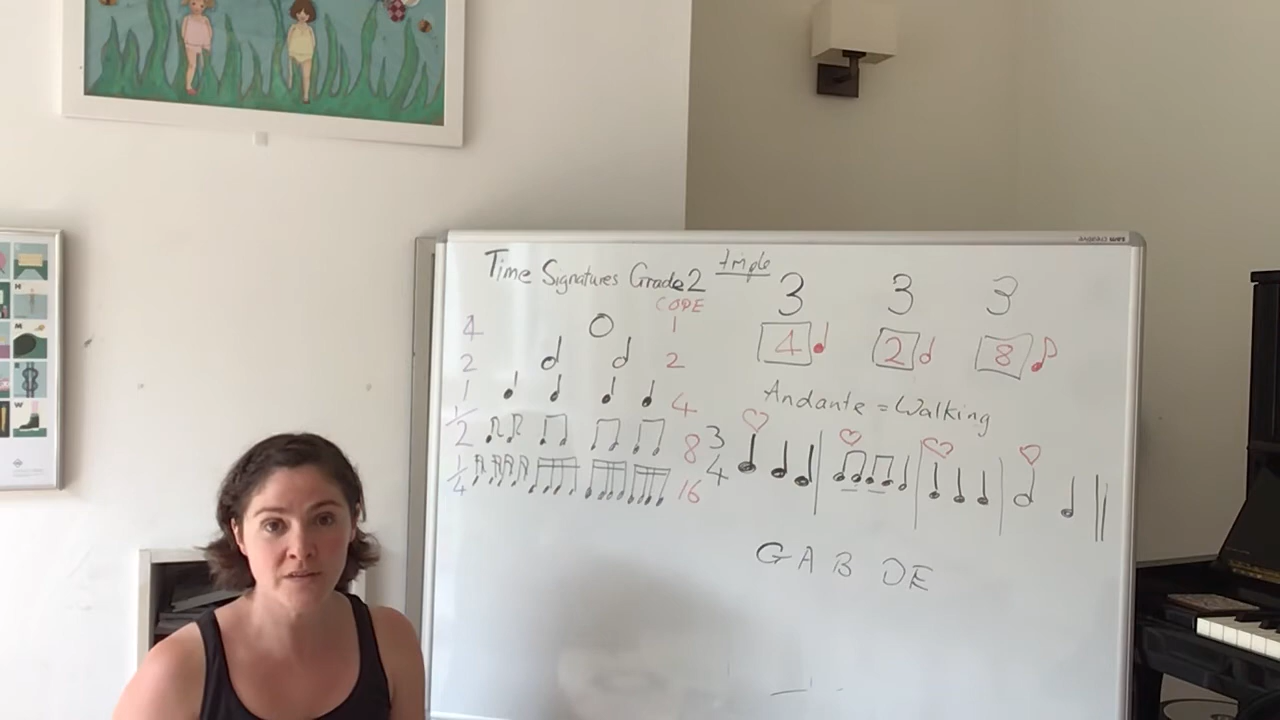 Time Signatures Grade 2 triple
CODE
3 3 3
4 2 8
4 1
2 2
1 4
1/2 8
1/4 16
Andante = Walking
3
4
G A B D E